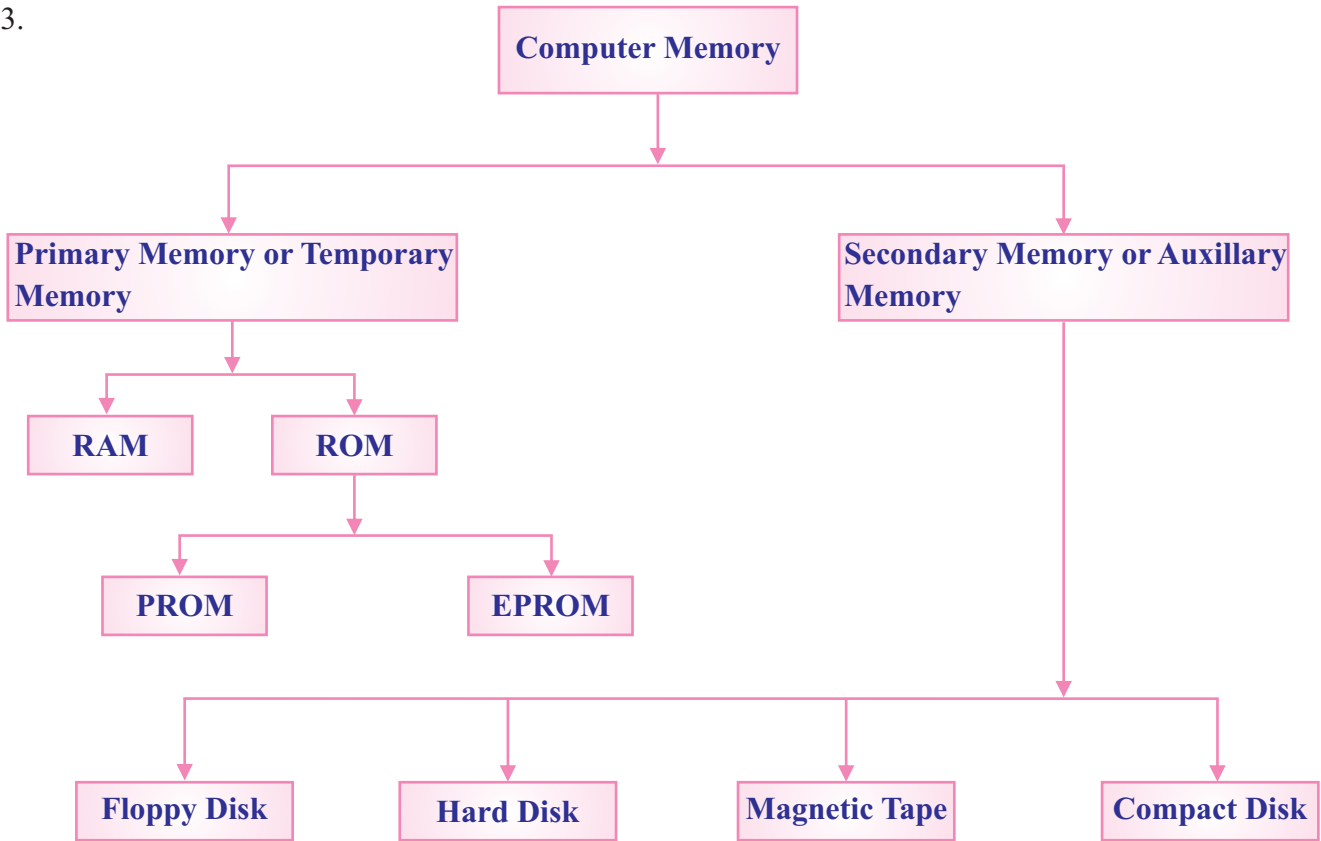 3.
Computer Memory
Primary Memory or Temporary
Memory
Secondary Memory or Auxillary
Memory
RAM
ROM
PROM
EPROM
Floppy Disk
Hard Disk
Magnetic Tape
Compact Disk